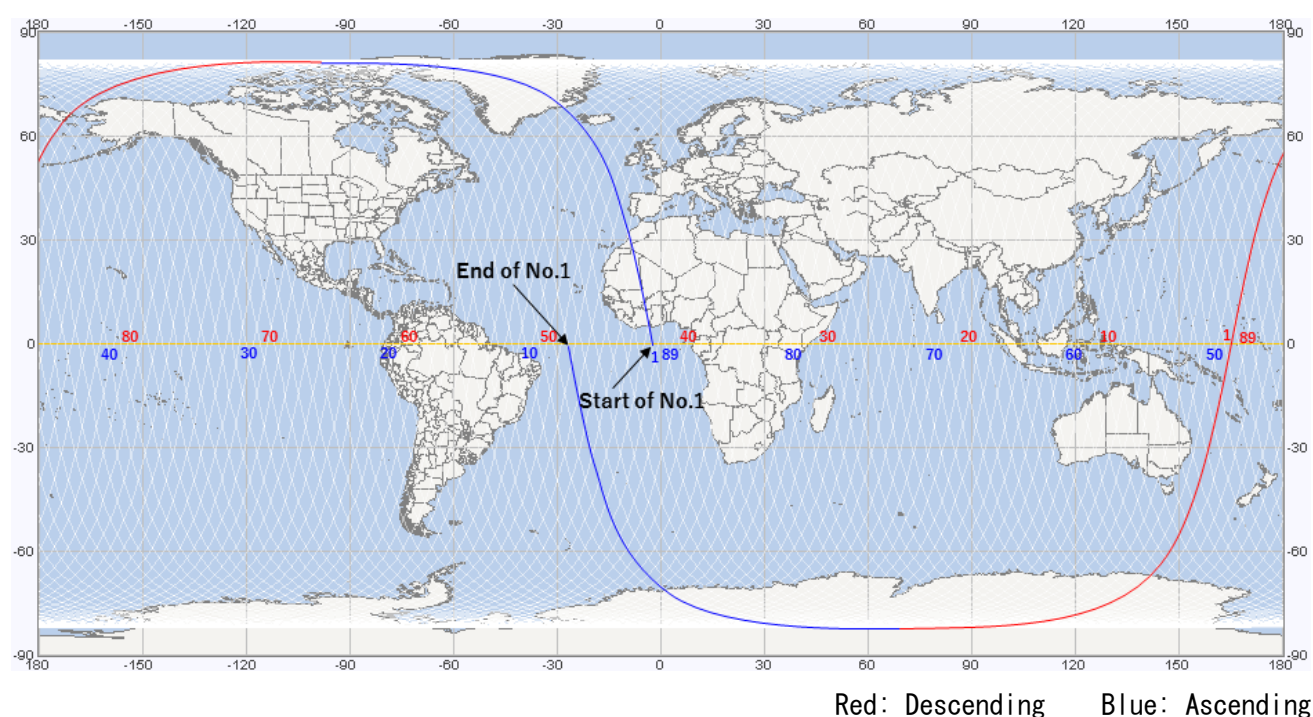 180 -150 -120 -90 -60 -30 0 30 60 90 120 150 180
90 90
60 60
30 30
End of No.1
80 70 60 50 40 30 20 10 1 89
0 0
40 30 20 10 1 89 80 70 60 50
Start of No.1
-30 -30
-60 -60
-90 -90
180 -150 -120 -90 -60 -30 0 30 60 90 120 150 180
Red: Descending Blue: Ascending